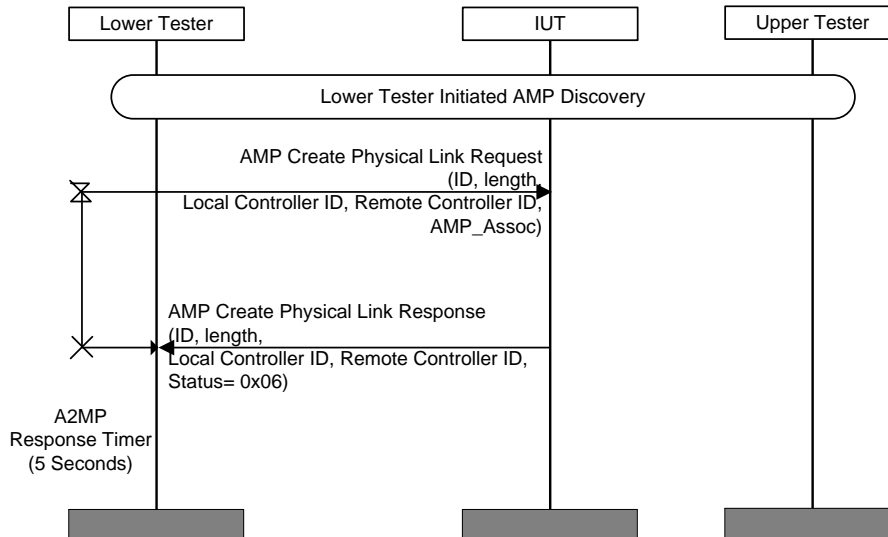 Lower Tester
IUT
Upper Tester
Lower Tester Initiated AMP Discovery
AMP Create Physical Link Request
(ID, length,
Local Controller ID, Remote Controller ID,
AMP_Assoc)
AMP Create Physical Link Response
(ID, length,
Local Controller ID, Remote Controller ID,
Status= 0x06)
A2MP
Response Timer
(5 Seconds)